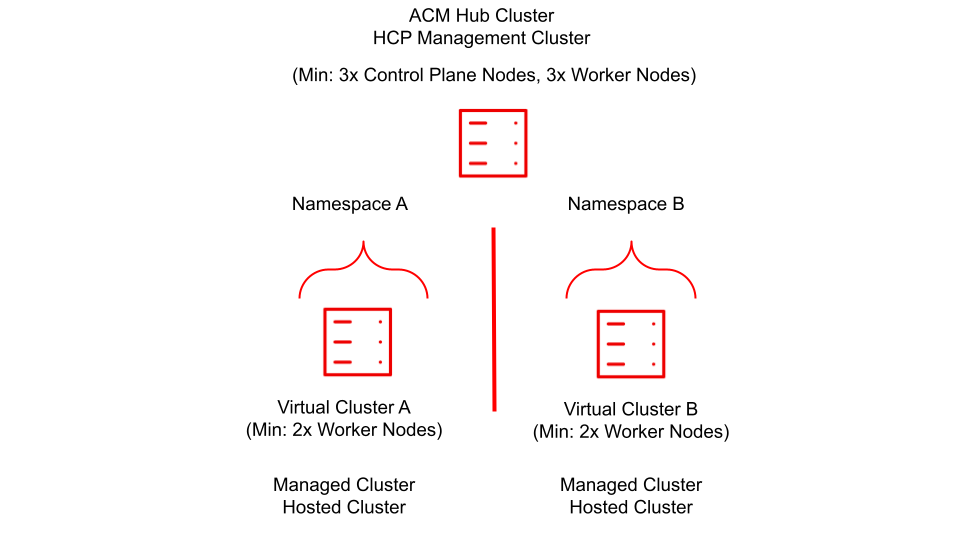 ACM Hub Cluster
HCP Management Cluster
(Min: 3x Control Plane Nodes, 3x Worker Nodes)
Namespace A
Namespace B
Virtual Cluster A
(Min: 2x Worker Nodes)
Virtual Cluster B
(Min: 2x Worker Nodes)
Managed Cluster
Hosted Cluster
Managed Cluster
Hosted Cluster